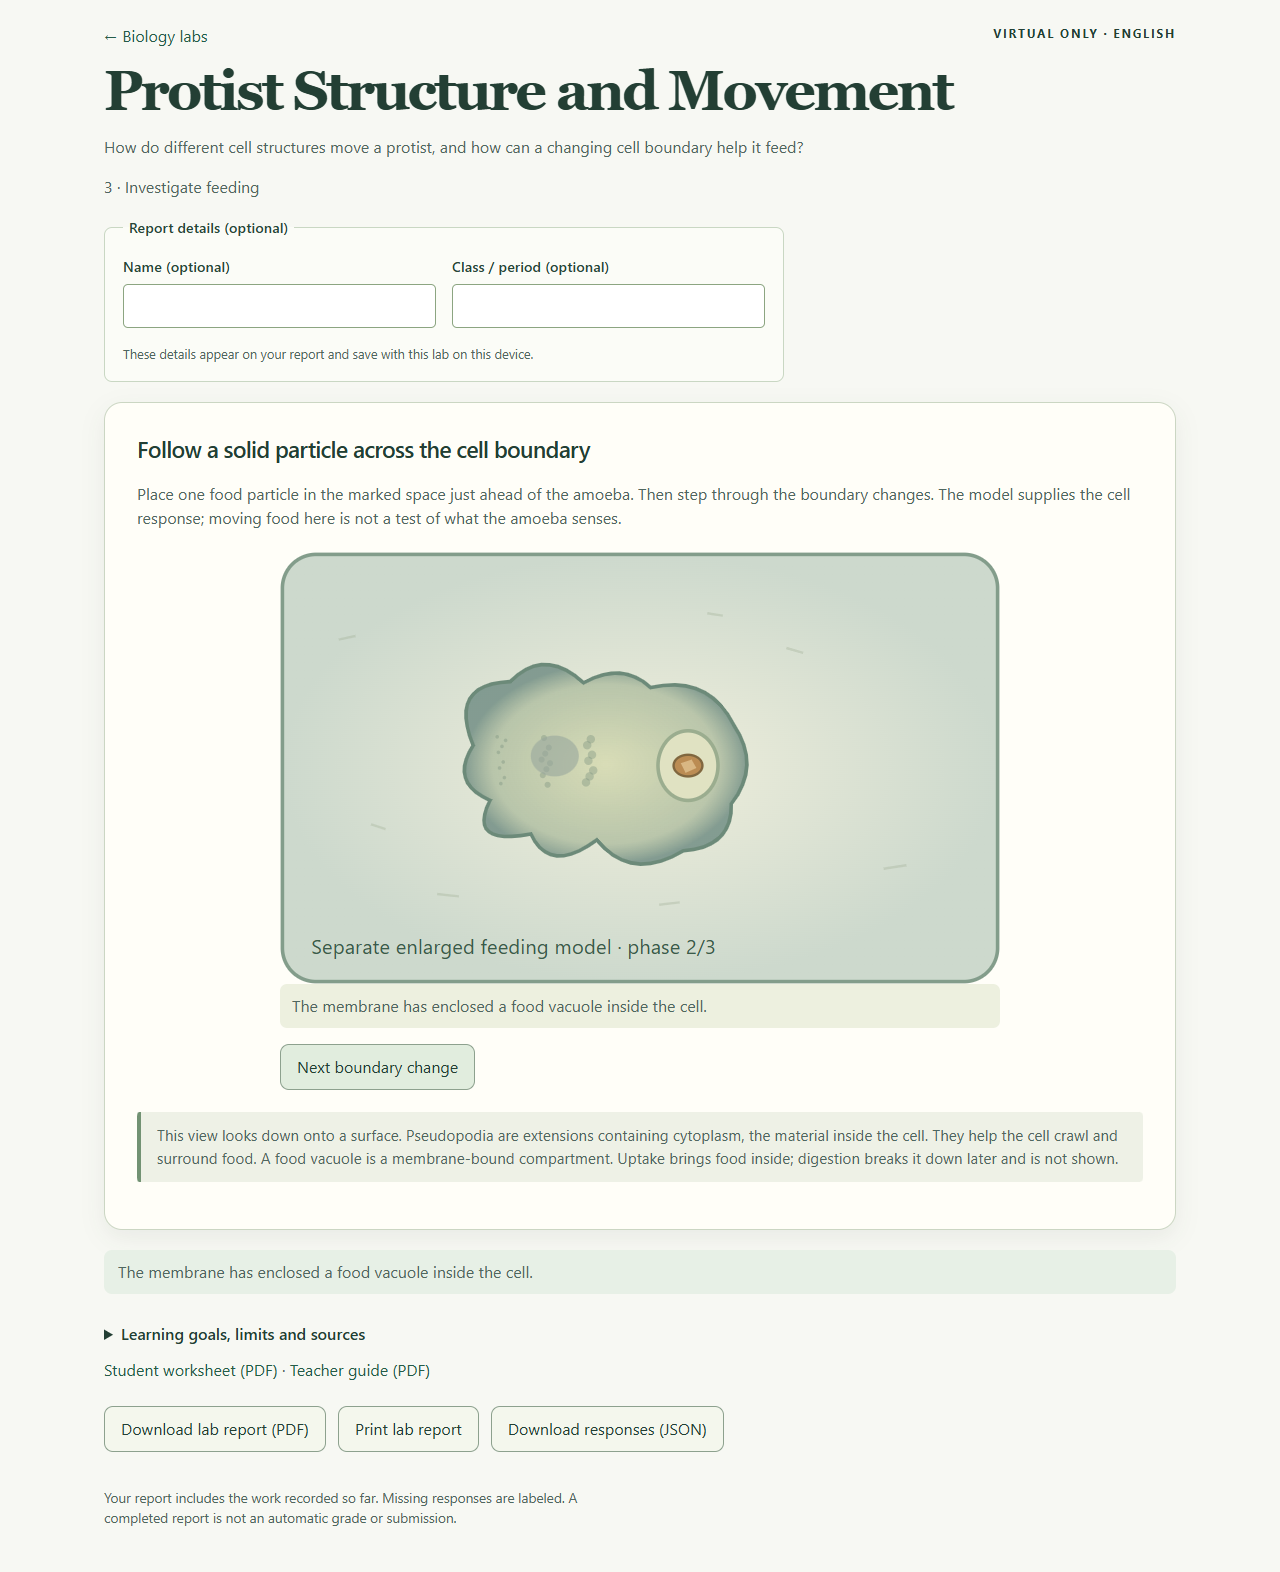 ← Biology labs
VIRTUAL ONLY · ENGLISH
Protist Structure and Movement
How do different cell structures move a protist, and how can a changing cell boundary help it feed?
3 · Investigate feeding
Report details (optional)
Name (optional)
Class / period (optional)
These details appear on your report and save with this lab on this device.
Follow a solid particle across the cell boundary
Place one food particle in the marked space just ahead of the amoeba. Then step through the boundary changes. The model supplies the cell
response; moving food here is not a test of what the amoeba senses.
Separate enlarged feeding model · phase 2/3
The membrane has enclosed a food vacuole inside the cell.
Next boundary change
This view looks down onto a surface. Pseudopodia are extensions containing cytoplasm, the material inside the cell. They help the cell crawl and
surround food. A food vacuole is a membrane-bound compartment. Uptake brings food inside; digestion breaks it down later and is not shown.
The membrane has enclosed a food vacuole inside the cell.
▶ Learning goals, limits and sources
Student worksheet (PDF) · Teacher guide (PDF)
Download lab report (PDF)
Print lab report
Download responses (JSON)
Your report includes the work recorded so far. Missing responses are labeled. A
completed report is not an automatic grade or submission.